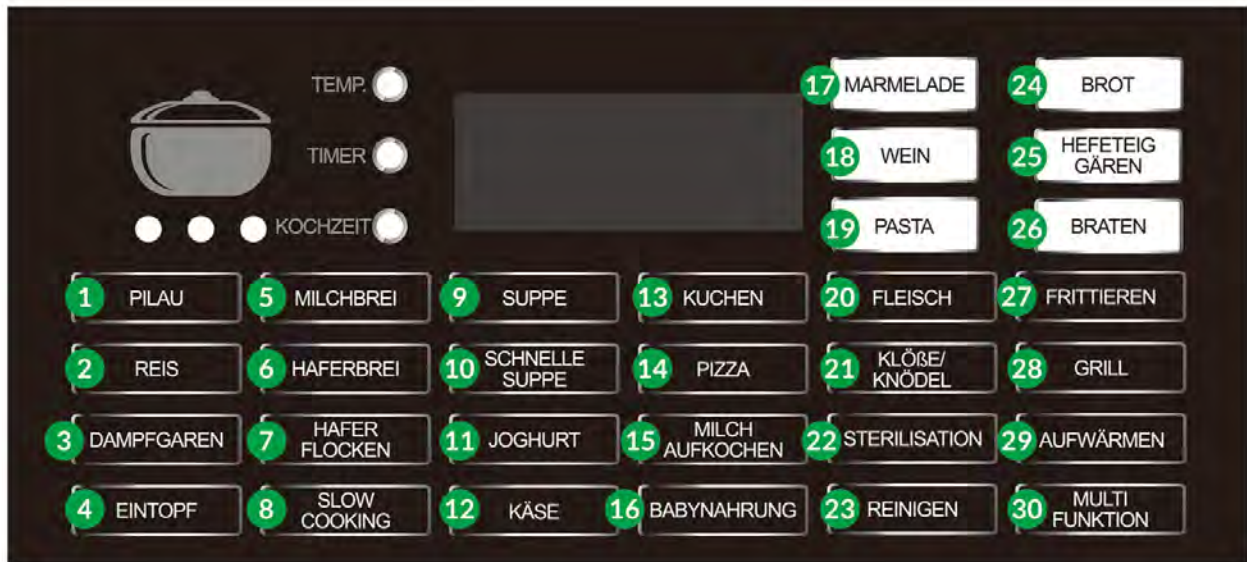 TEMP.
TIMER
KOCHZEIT
17 MARMELADE
24 BROT
18 WEIN
25 HEFETEIG
GÄREN
19 PASTA
26 BRATEN
1 PILAU
5 MILCHBREI
9 SUPPE
13 KUCHEN
20 FLEISCH
27 FRITTIEREN
2 REIS
6 HAFERBREI
10 SCHNELLE
SUPPE
14 PIZZA
21 KLÖßE/
KNÖDEL
28 GRILL
3 DAMPFGAREN
7 HAFER
FLOCKEN
11 JOGHURT
15 MILCH
AUFKOCHEN
22 STERILISATION
29 AUFWÄRMEN
4 EINTOPF
8 SLOW
COOKING
12 KÄSE
16 BABYNAHRUNG
23 REINIGEN
30 MULTI
FUNKTION